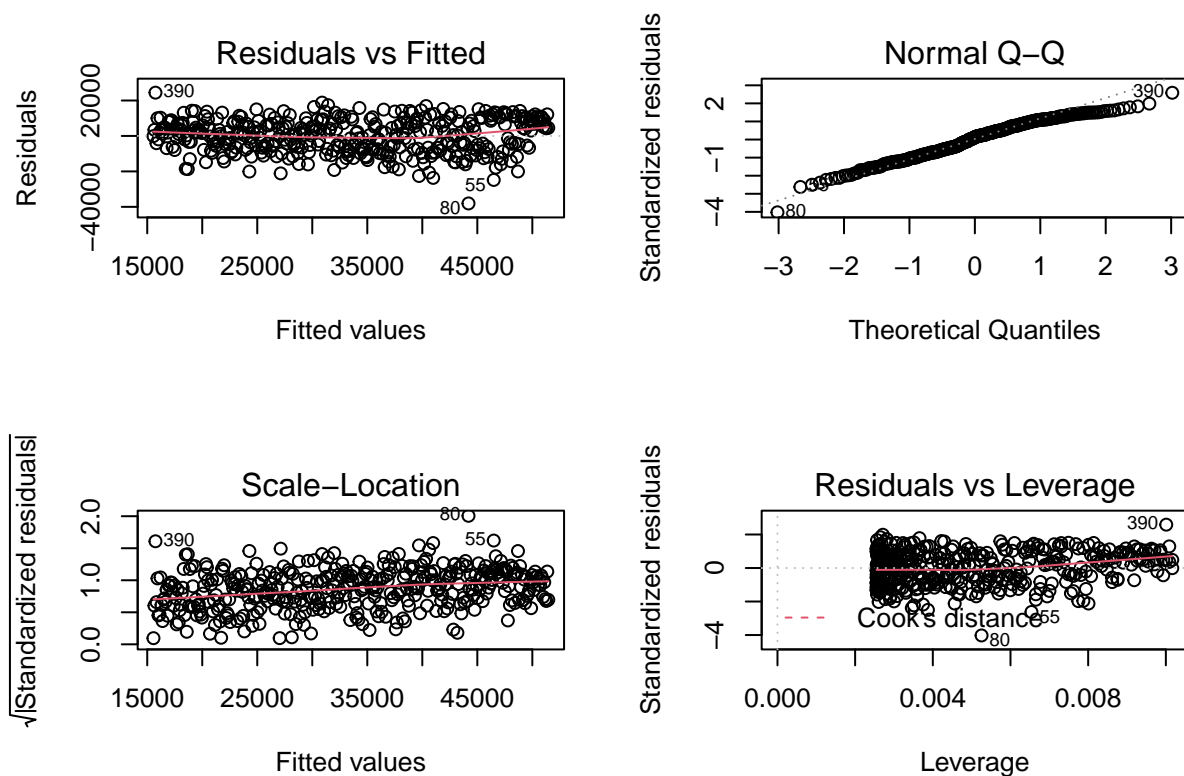 Residuals vs Fitted
Residuals
20000
−40000
390
55
80
15000 25000 35000 45000
Fitted values
Normal Q−Q
Standardized residuals
2
−1
−4
390
80
−3 −2 −1 0 1 2 3
Theoretical Quantiles
Scale−Location
√|Standardized residuals|
2.0
1.0
0.0
80
390
55
15000 25000 35000 45000
Fitted values
Residuals vs Leverage
Standardized residuals
0
−4
390
Cook's distance
55
80
0.000 0.004 0.008
Leverage